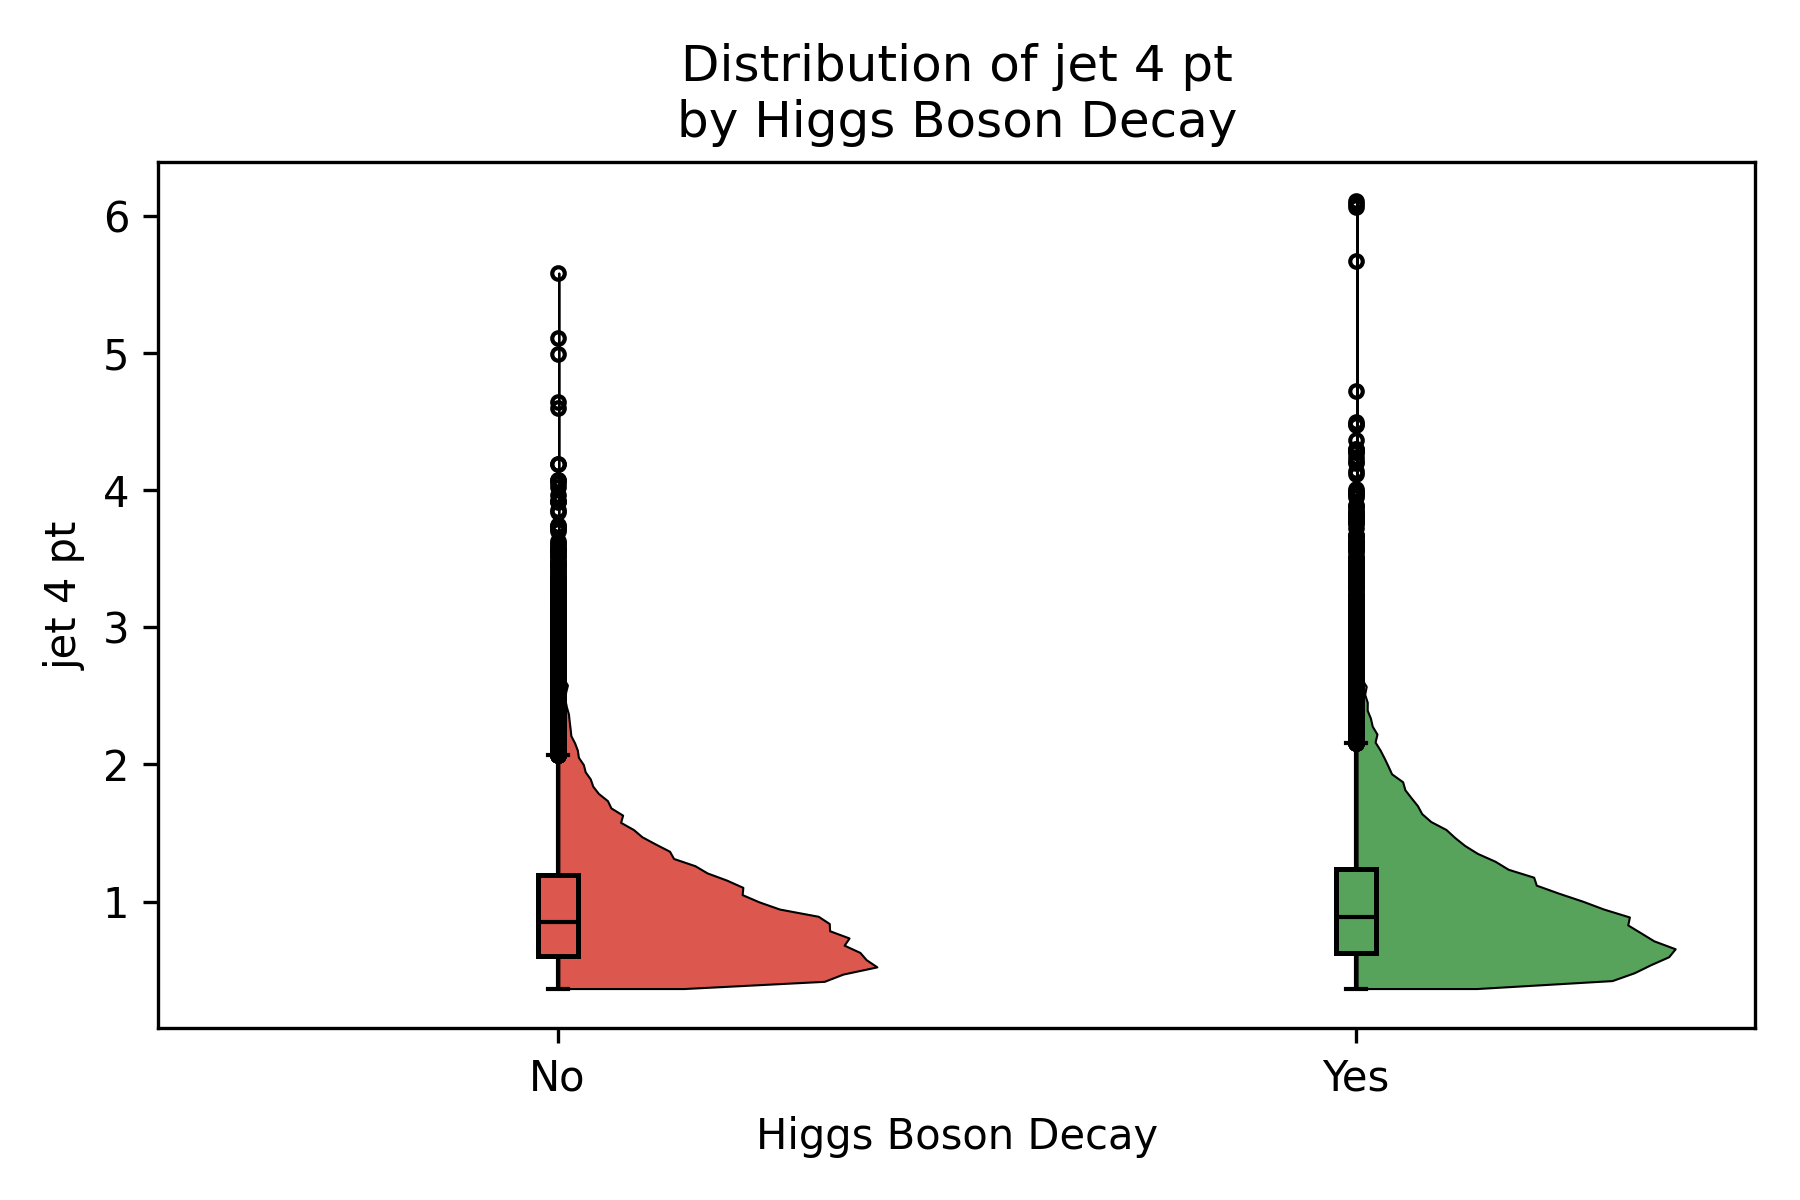 Distribution of jet 4 pt
by Higgs Boson Decay
6
5
4
3
2
1
jet 4 pt
No
Yes
Higgs Boson Decay